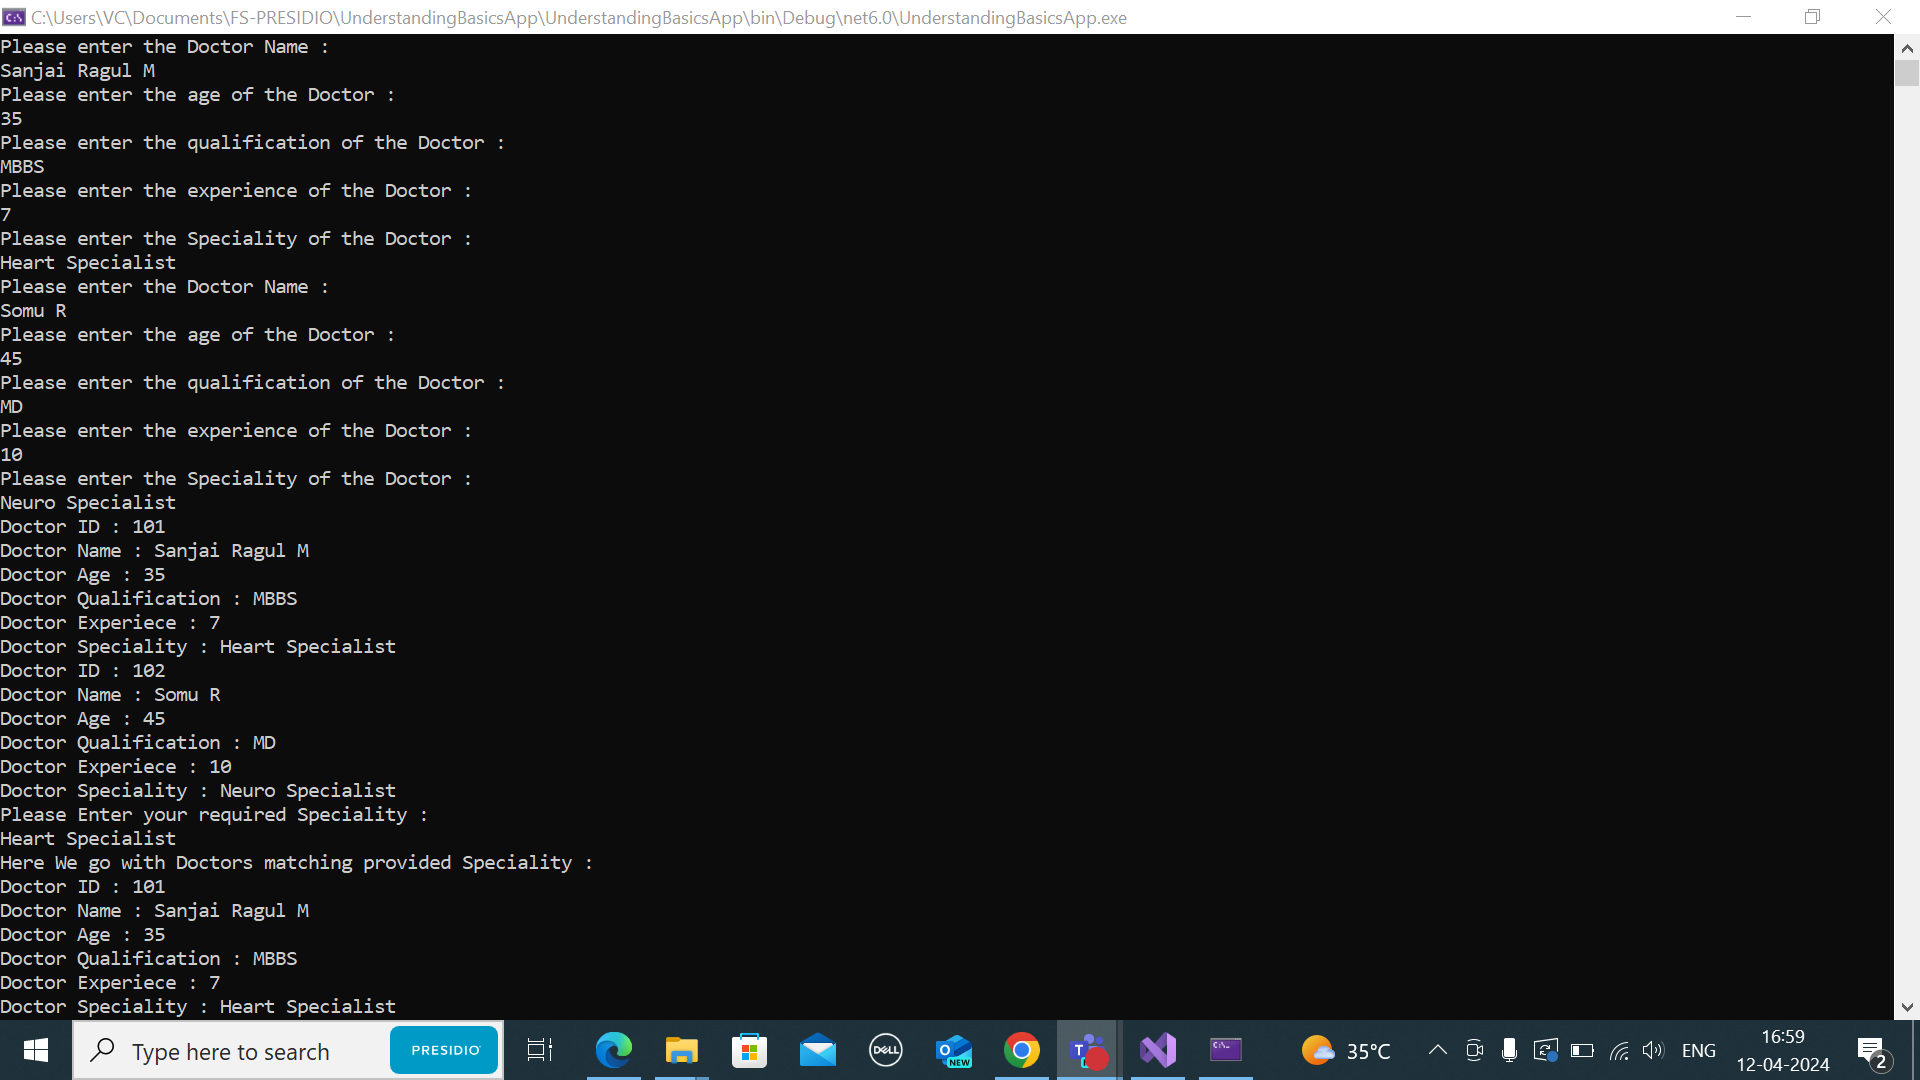 C:\Users\VC\Documents\FS-PRESIDIO\UnderstandingBasicsApp\UnderstandingBasicsApp\bin\Debug\net6.0\UnderstandingBasicsApp.exe
Please enter the Doctor Name :
Sanjai Ragul M
Please enter the age of the Doctor :
35
Please enter the qualification of the Doctor :
MBBS
Please enter the experience of the Doctor :
7
Please enter the Speciality of the Doctor :
Heart Specialist
Please enter the Doctor Name :
Somu R
Please enter the age of the Doctor :
45
Please enter the qualification of the Doctor :
MD
Please enter the experience of the Doctor :
10
Please enter the Speciality of the Doctor :
Neuro Specialist
Doctor ID : 101
Doctor Name : Sanjai Ragul M
Doctor Age : 35
Doctor Qualification : MBBS
Doctor Experiece : 7
Doctor Speciality : Heart Specialist
Doctor ID : 102
Doctor Name : Somu R
Doctor Age : 45
Doctor Qualification : MD
Doctor Experiece : 10
Doctor Speciality : Neuro Specialist
Please Enter your required Speciality :
Heart Specialist
Here We go with Doctors matching provided Speciality :
Doctor ID : 101
Doctor Name : Sanjai Ragul M
Doctor Age : 35
Doctor Qualification : MBBS
Doctor Experiece : 7
Doctor Speciality : Heart Specialist
Type here to search
PRESIDIO
DELL
NEW
35°C
ENG
16:59
12-04-2024
2